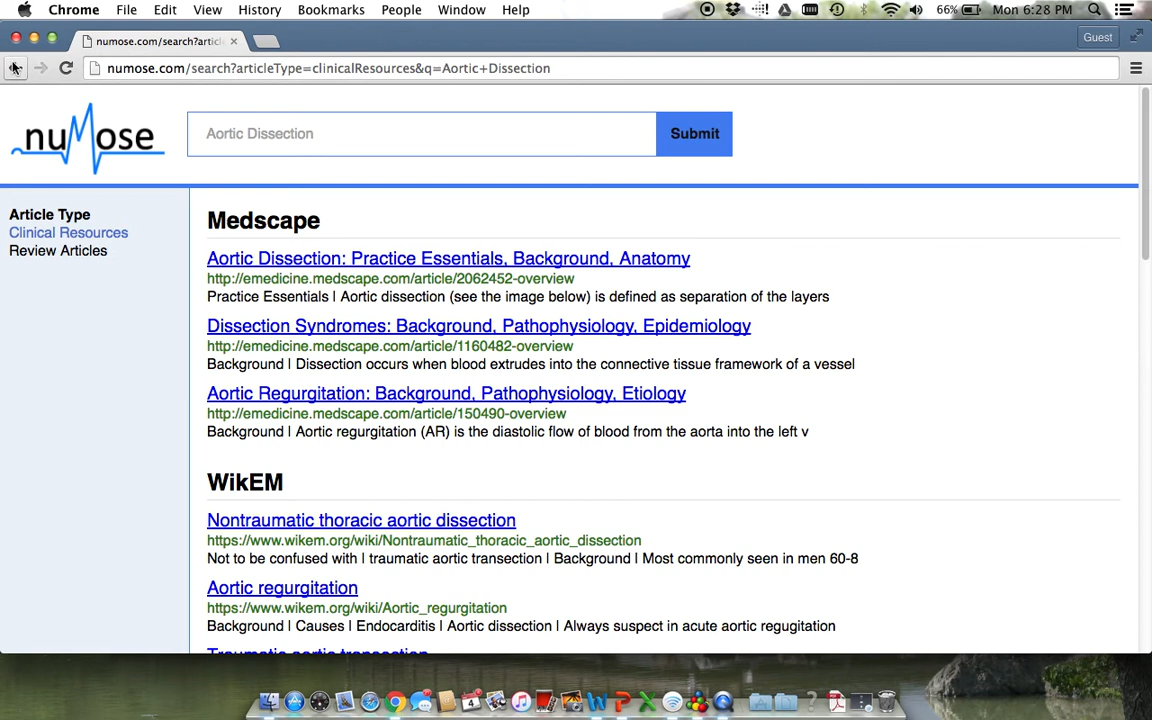 Chrome File Edit View History Bookmarks People Window Help 66% Mon 6:28 PM
numose.com/search?article Guest
numose.com/search?articleType=clinicalResources&q=Aortic+Dissection
nuMose Aortic Dissection Submit
Article Type
Clinical Resources
Review Articles
Medscape
Aortic Dissection: Practice Essentials, Background, Anatomy
http://emedicine.medscape.com/article/2062452-overview
Practice Essentials | Aortic dissection (see the image below) is defined as separation of the layers
Dissection Syndromes: Background, Pathophysiology, Epidemiology
http://emedicine.medscape.com/article/1160482-overview
Background | Dissection occurs when blood extrudes into the connective tissue framework of a vessel
Aortic Regurgitation: Background, Pathophysiology, Etiology
http://emedicine.medscape.com/article/150490-overview
Background | Aortic regurgitation (AR) is the diastolic flow of blood from the aorta into the left v
WikEM
Nontraumatic thoracic aortic dissection
https://www.wikem.org/wiki/Nontraumatic_thoracic_aortic_dissection
Not to be confused with | traumatic aortic transection | Background | Most commonly seen in men 60-8
Aortic regurgitation
https://www.wikem.org/wiki/Aortic_regurgitation
Background | Causes | Endocarditis | Aortic dissection | Always suspect in acute aortic regugitation
Traumatic aortic transection